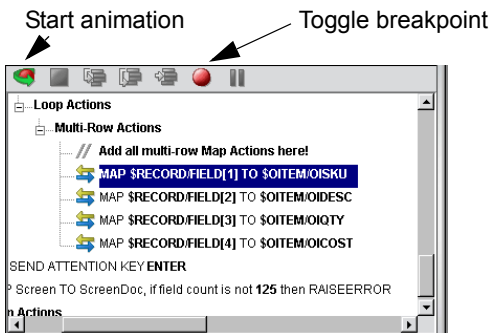 Start animation Toggle breakpoint
Loop Actions
Multi-Row Actions
// Add all multi-row Map Actions here!
MAP $RECORD/FIELD[1] TO $OITEM/OISKU
MAP $RECORD/FIELD[2] TO $OITEM/OIDESC
MAP $RECORD/FIELD[3] TO $OITEM/OIQTY
MAP $RECORD/FIELD[4] TO $OITEM/OICOST
SEND ATTENTION KEY ENTER
Screen TO ScreenDoc, if field count is not 125 then RAISEERROR
Actions